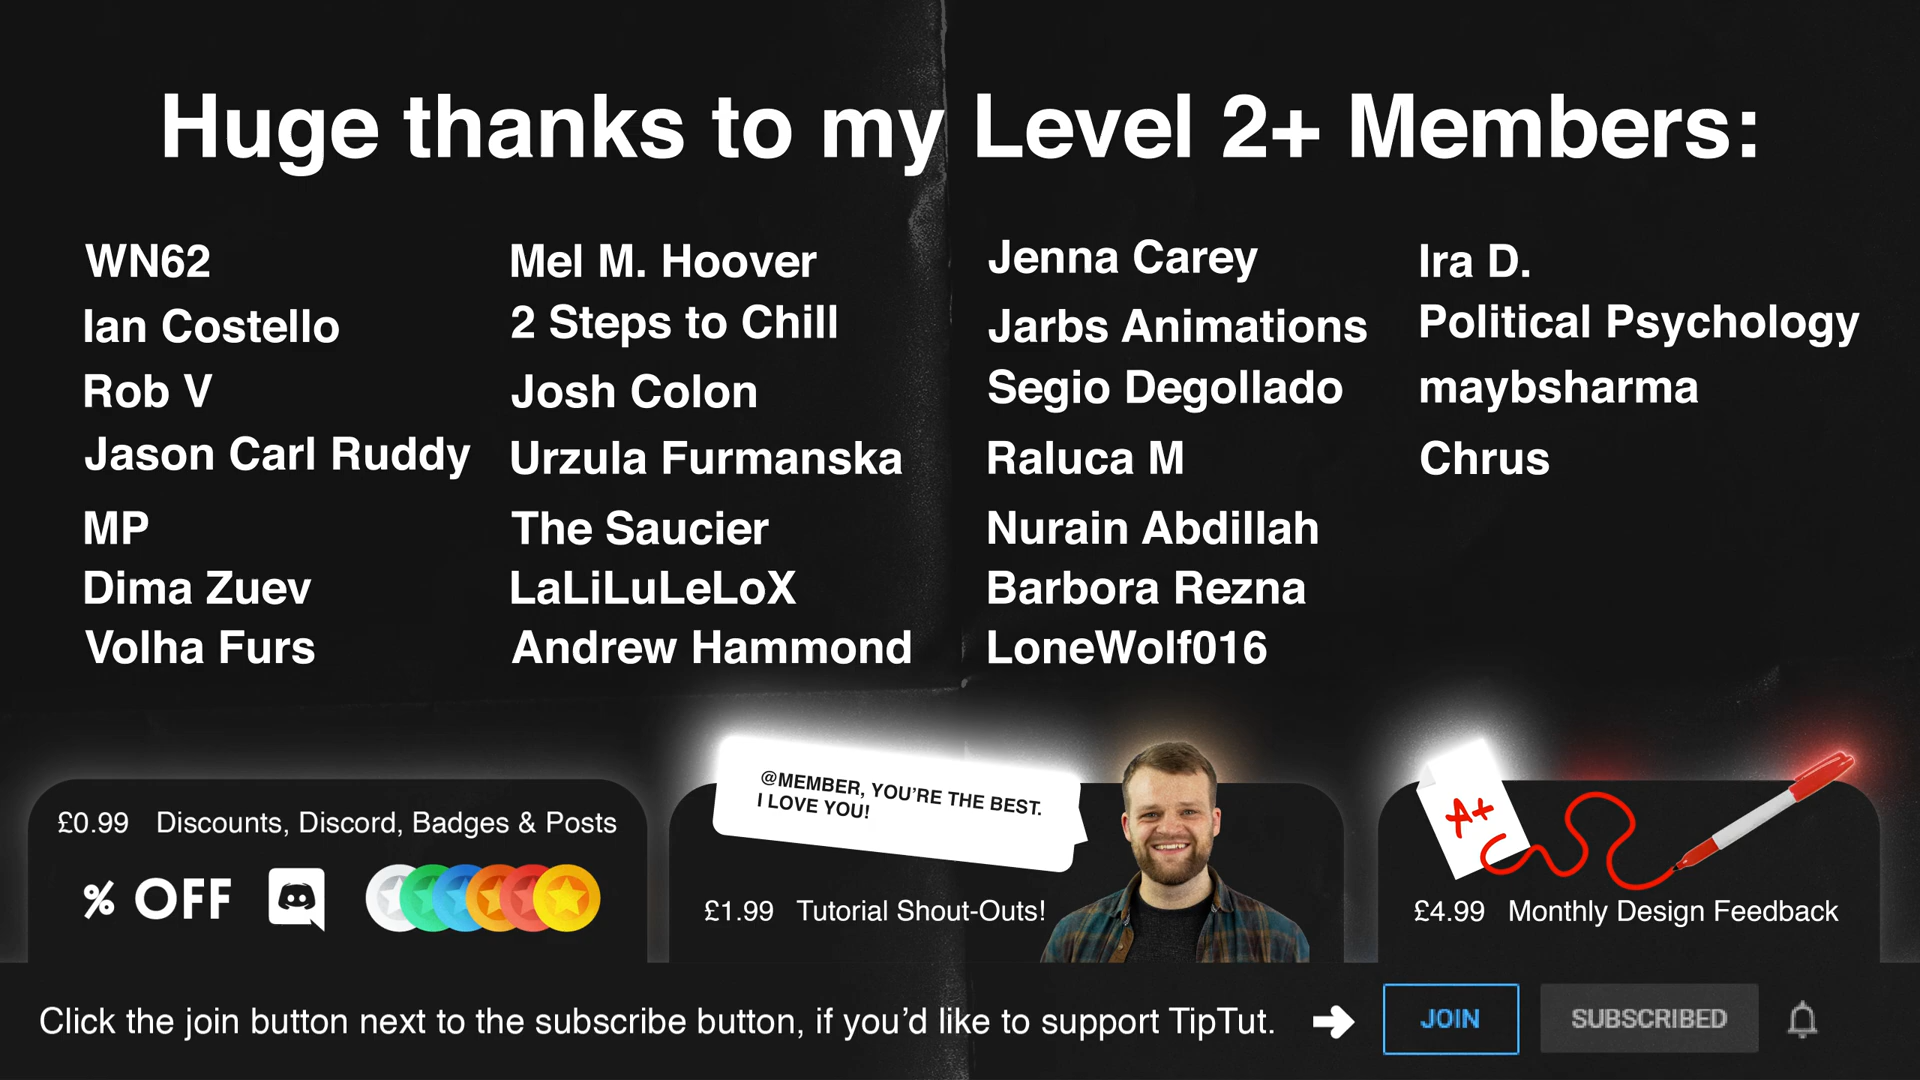 Huge thanks to my Level 2+ Members:
WN62
Ian Costello
Rob V
Jason Carl Ruddy
MP
Dima Zuev
Volha Furs
Mel M. Hoover
2 Steps to Chill
Josh Colon
Urzula Furmanska
The Saucier
LaLiLuLeLoX
Andrew Hammond
Jenna Carey
Jarbs Animations
Segio Degollado
Raluca M
Nurain Abdillah
Barbora Rezna
LoneWolf016
Ira D.
Political Psychology
maybsharma
Chrus
£0.99 Discounts, Discord, Badges & Posts
% OFF
@MEMBER, YOU'RE THE BEST.
I LOVE YOU!
£1.99 Tutorial Shout-Outs!
A+
£4.99 Monthly Design Feedback
Click the join button next to the subscribe button, if you'd like to support TipTut.
JOIN
SUBSCRIBED